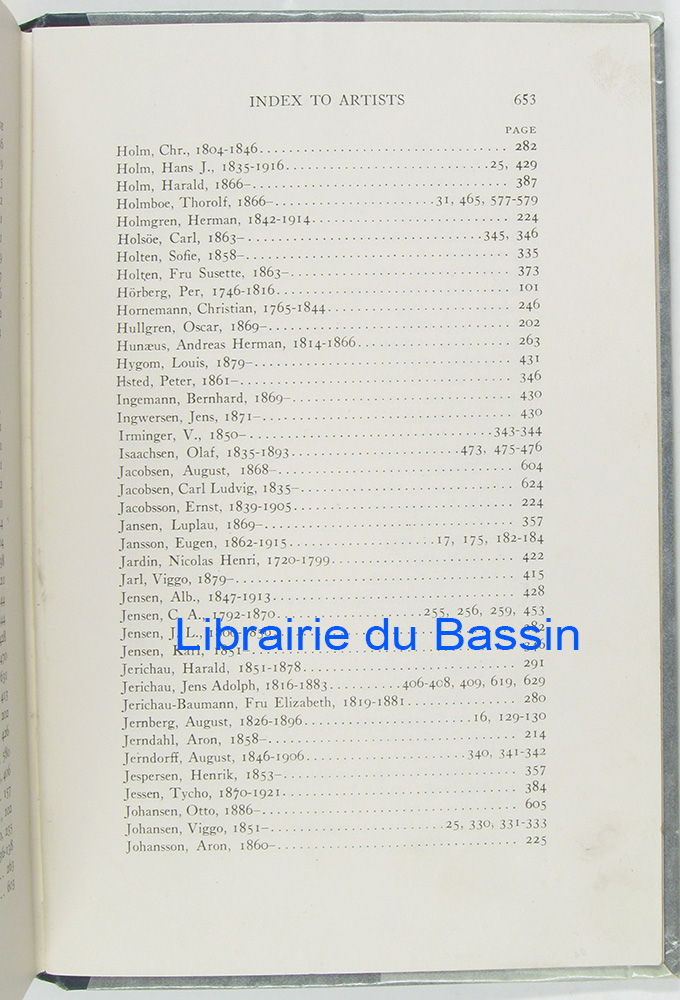 INDEX TO ARTISTS 653
PAGE
Holm, Chr., 1804-1846 282
Holm, Hans J., 1835-1916 25, 429
Holm, Harald, 1866– 387
Holmboe, Thorolf, 1866– 31, 465, 577-579
Holmgren, Herman, 1842-1914 224
Holsöe, Carl, 1863– 345, 346
Holten, Sofie, 1858– 335
Holten, Fru Susette, 1863– 373
Hörberg, Per, 1746-1816 101
Hornemann, Christian, 1765-1844 246
Hullgren, Oscar, 1869– 202
Hunæus, Andreas Herman, 1814-1866 263
Hygom, Louis, 1879– 431
Ilsted, Peter, 1861– 346
Ingemann, Bernhard, 1869– 430
Ingwersen, Jens, 1871– 430
Irminger, V., 1850– 343-344
Isaachsen, Olaf, 1835-1893 473, 475-476
Jacobsen, August, 1868– 604
Jacobsen, Carl Ludvig, 1835– 624
Jacobsson, Ernst, 1839-1905 224
Jansen, Luplau, 1869– 357
Jansson, Eugen, 1862-1915 17, 175, 182-184
Jardin, Nicolas Henri, 1720-1799 422
Jarl, Viggo, 1879– 415
Jensen, Alb., 1847-1913 428
Jensen, C. A., 1792-1870 255, 256, 259, 453
Jensen, J. L., 282
Librairie du Bassin
Jensen, Karl, 1851–
Jerichau, Harald, 1851-1878 291
Jerichau, Jens Adolph, 1816-1883 406-408, 409, 619, 629
Jerichau-Baumann, Fru Elizabeth, 1819-1881 280
Jernberg, August, 1826-1896 16, 129-130
Jerndahl, Aron, 1858– 214
Jerndorff, August, 1846-1906 340, 341-342
Jespersen, Henrik, 1853– 357
Jessen, Tycho, 1870-1921 384
Johansen, Otto, 1886– 605
Johansen, Viggo, 1851– 25, 330, 331-333
Johansson, Aron, 1860– 225